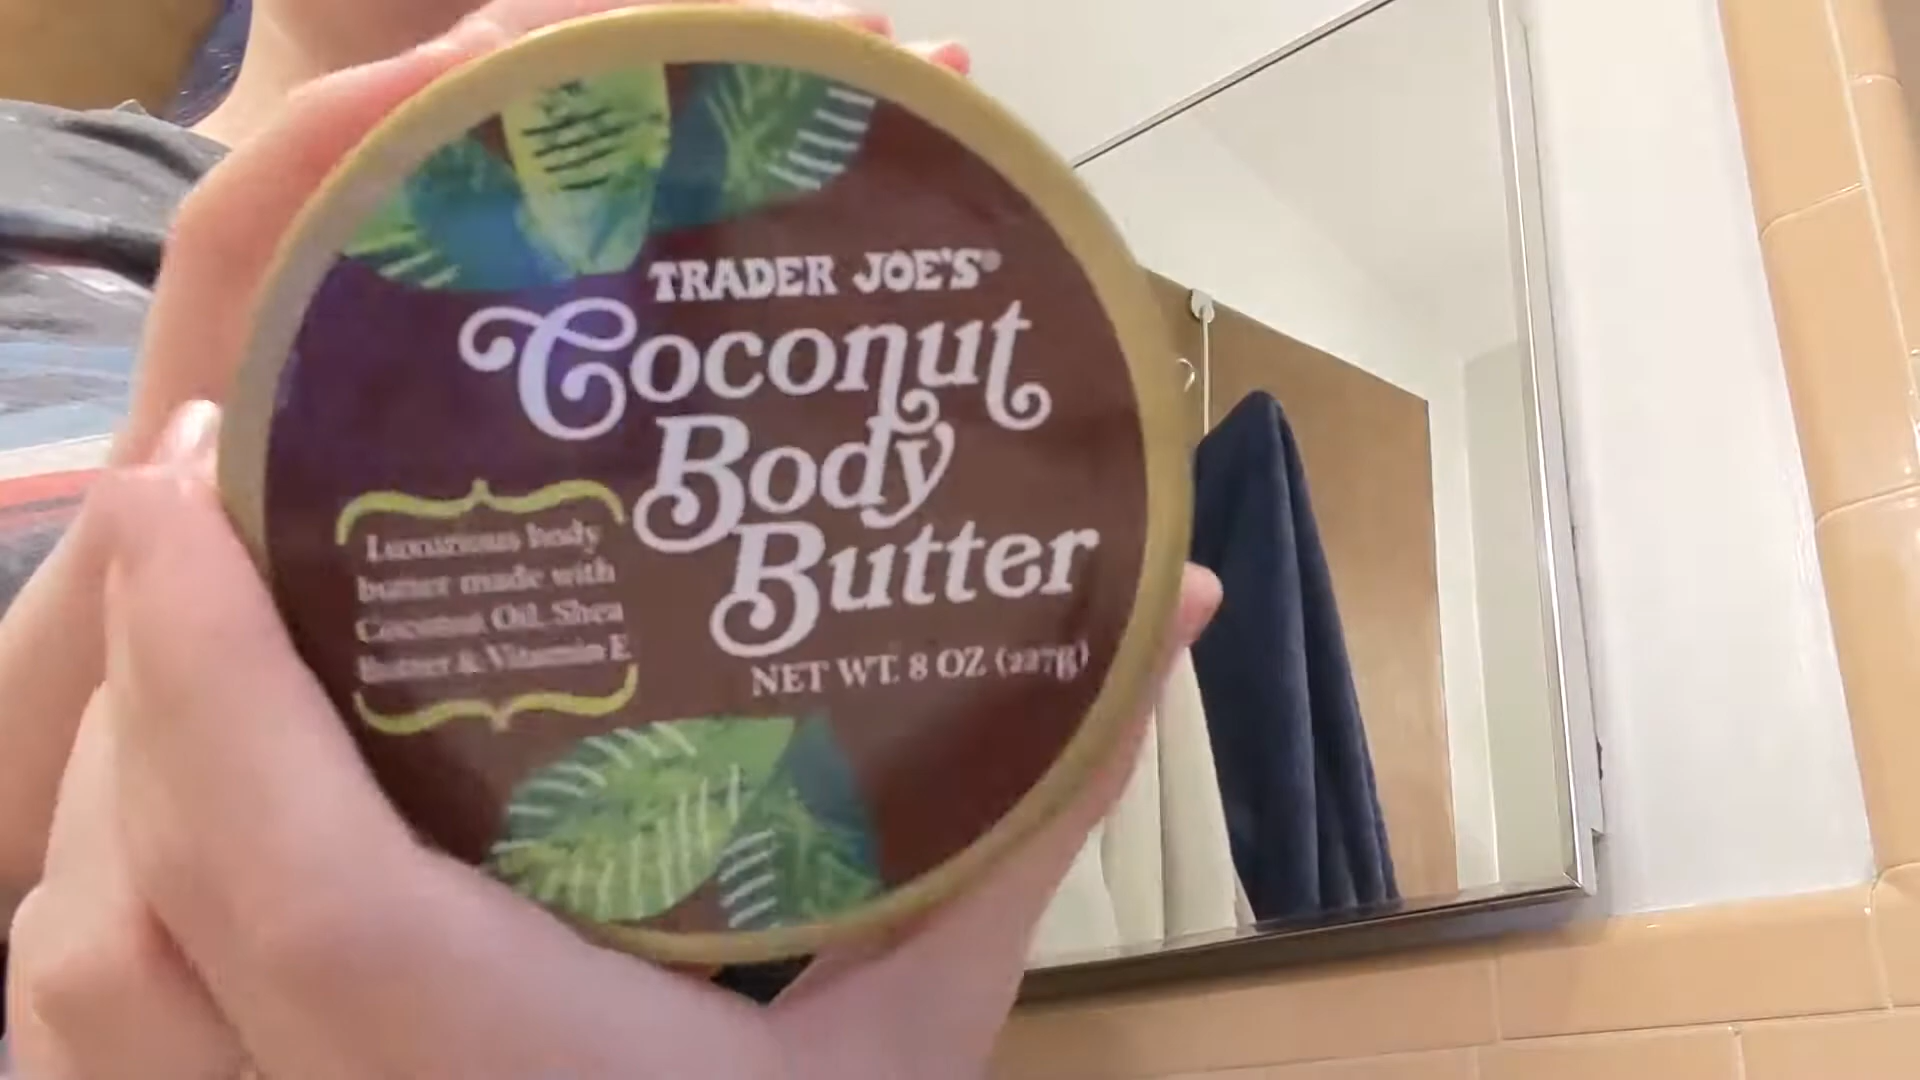 TRADER JOE'S®
Coconut
Body
Butter
Luxurious body
butter made with
Coconut Oil, Shea
Butter & Vitamin E
NET WT. 8 OZ (227g)